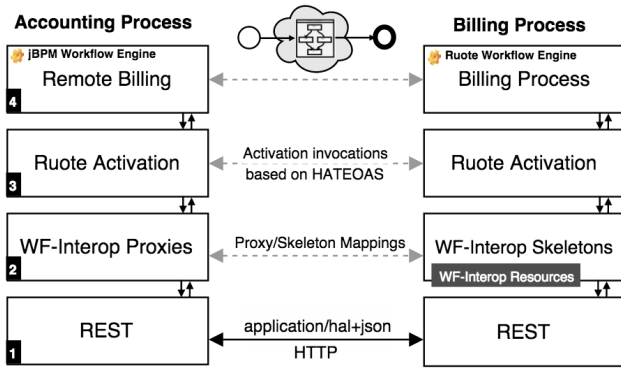 Accounting Process
Billing Process
jBPM Workflow Engine
Ruote Workflow Engine
Remote Billing
Billing Process
4
Ruote Activation
Activation invocations
based on HATEOAS
Ruote Activation
3
WF-Interop Proxies
Proxy/Skeleton Mappings
WF-Interop Skeletons
WF-Interop Resources
2
REST
application/hal+json
HTTP
REST
1